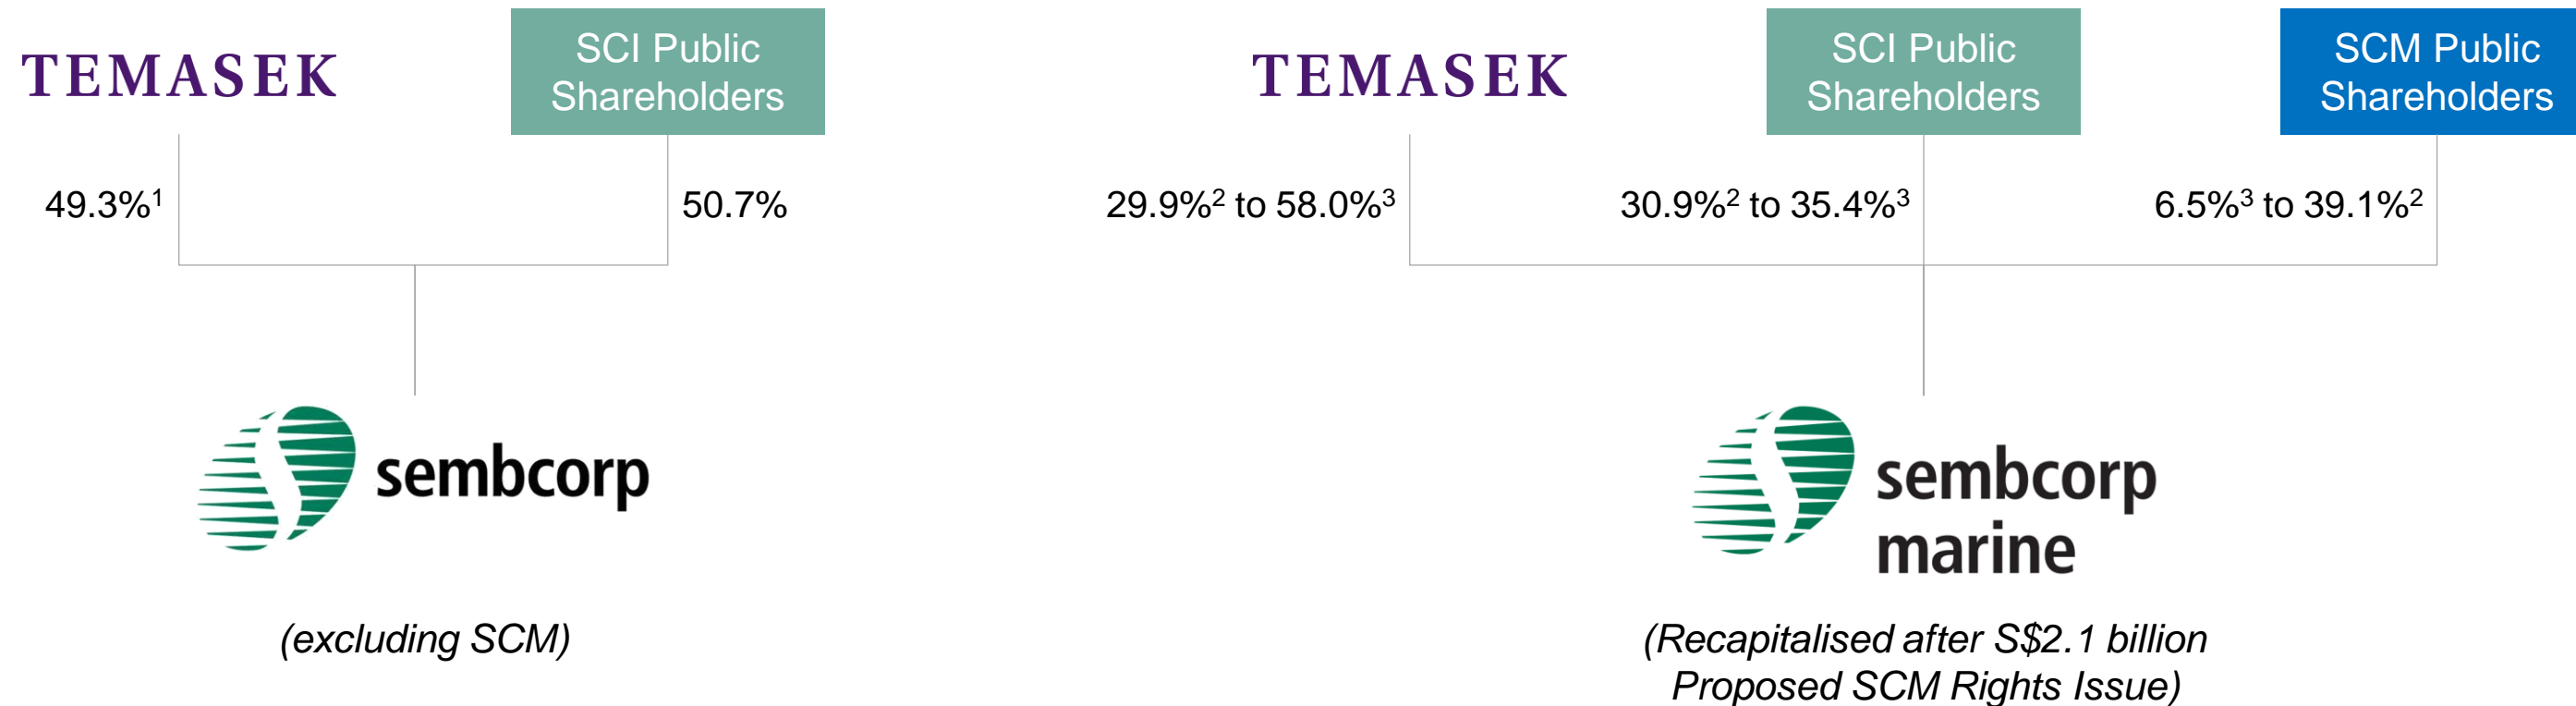 TEMASEK
SCI Public
Shareholders
49.3%¹
50.7%
sembcorp
(excluding SCM)
TEMASEK
SCI Public
Shareholders
SCM Public
Shareholders
29.9%² to 58.0%³
30.9%² to 35.4%³
6.5%³ to 39.1%²
sembcorp
marine
(Recapitalised after S$2.1 billion
Proposed SCM Rights Issue)